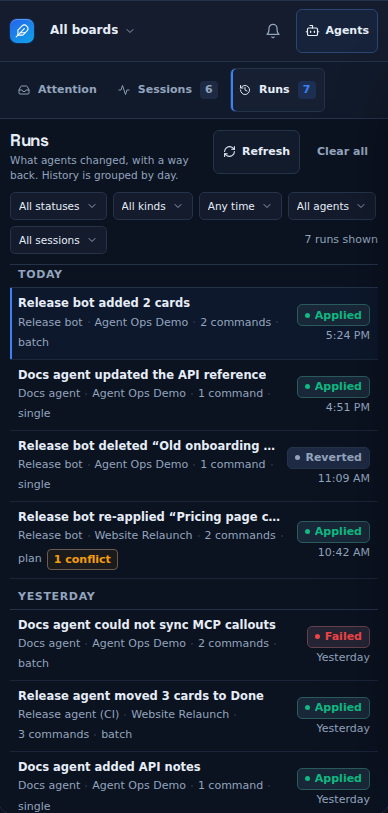 All boards
Agents
Attention
Sessions 6
Runs 7
Runs
What agents changed, with a way
back. History is grouped by day.
Refresh
Clear all
All statuses
All kinds
Any time
All agents
All sessions
7 runs shown
TODAY
Release bot added 2 cards
Release bot · Agent Ops Demo · 2 commands ·
batch
Applied
5:24 PM
Docs agent updated the API reference
Docs agent · Agent Ops Demo · 1 command ·
single
Applied
4:51 PM
Release bot deleted “Old onboarding ...
Release bot · Agent Ops Demo · 1 command ·
single
Reverted
11:09 AM
Release bot re-applied “Pricing page c...
Release bot · Website Relaunch · 2 commands ·
plan 1 conflict
Applied
10:42 AM
YESTERDAY
Docs agent could not sync MCP callouts
Docs agent · Agent Ops Demo · 2 commands ·
batch
Failed
Yesterday
Release agent moved 3 cards to Done
Release agent (CI) · Website Relaunch ·
3 commands · batch
Applied
Yesterday
Docs agent added API notes
Docs agent · Agent Ops Demo · 1 command ·
single
Applied
Yesterday